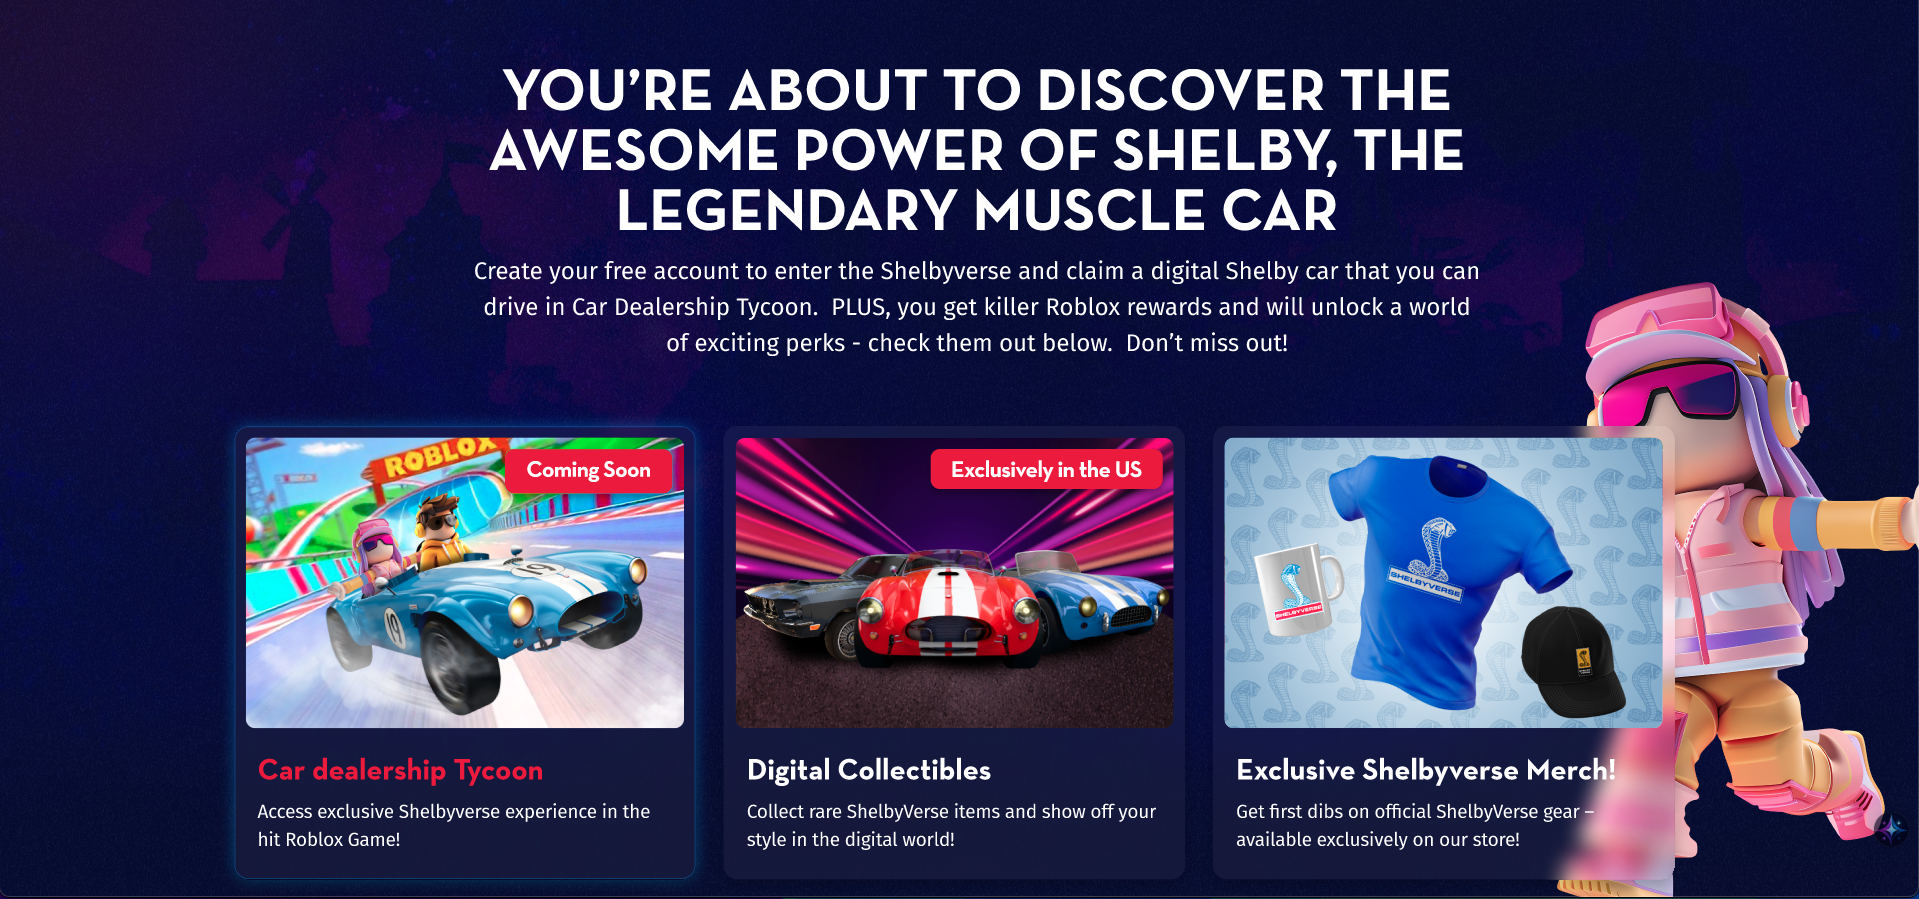 YOU’RE ABOUT TO DISCOVER THE
AWESOME POWER OF SHELBY, THE
LEGENDARY MUSCLE CAR
Create your free account to enter the Shelbyverse and claim a digital Shelby car that you can
drive in Car Dealership Tycoon.  PLUS, you get killer Roblox rewards and will unlock a world
of exciting perks - check them out below.  Don’t miss out!
ROBLOX
Coming Soon
19
19
Car dealership Tycoon
Access exclusive Shelbyverse experience in the
hit Roblox Game!
Exclusively in the US
Digital Collectibles
Collect rare ShelbyVerse items and show off your
style in the digital world!
SHELBYVERSE
SHELBYVERSE
Exclusive Shelbyverse Merch!
Get first dibs on official ShelbyVerse gear –
available exclusively on our store!